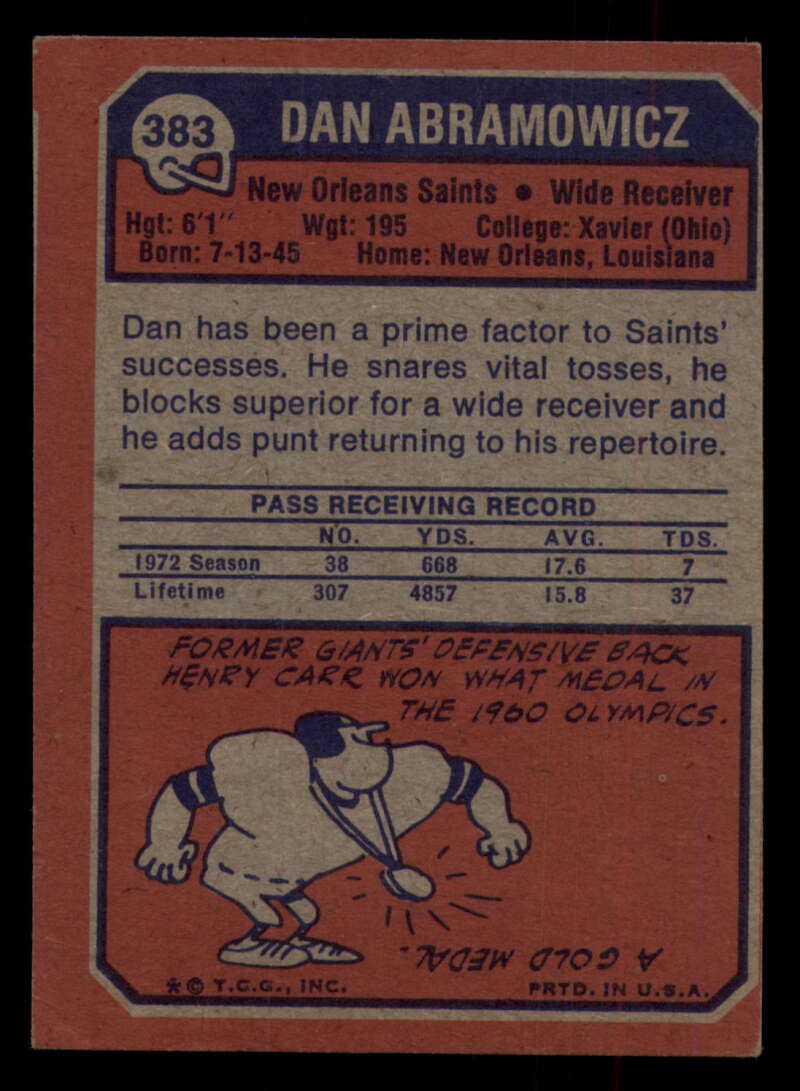 383
DAN ABRAMOWICZ
New Orleans Saints • Wide Receiver
Hgt: 6'1" Wgt: 195 College: Xavier (Ohio)
Born: 7-13-45 Home: New Orleans, Louisiana
Dan has been a prime factor to Saints'
successes. He snares vital tosses, he
blocks superior for a wide receiver and
he adds punt returning to his repertoire.
PASS RECEIVING RECORD
NO. YDS. AVG. TDS.
1972 Season 38 668 17.6 7
Lifetime 307 4857 15.8 37
FORMER GIANTS' DEFENSIVE BACK
HENRY CARR WON WHAT MEDAL IN
THE 1960 OLYMPICS.
A GOLD MEDAL.
* © T.C.G., INC. PRTD. IN U.S.A.